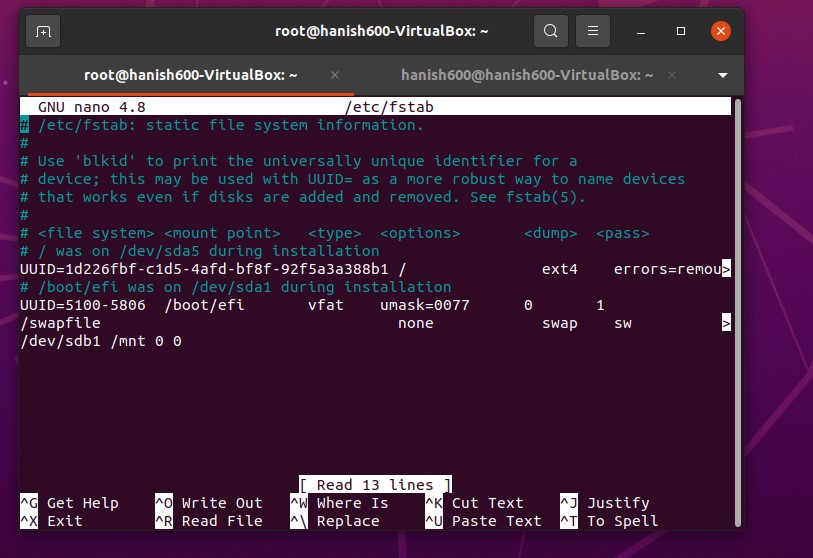 root@hanish600-VirtualBox: ~
root@hanish600-VirtualBox: ~ × hanish600@hanish600-VirtualBox: ~ ×
GNU nano 4.8 /etc/fstab
# /etc/fstab: static file system information.
#
# Use 'blkid' to print the universally unique identifier for a
# device; this may be used with UUID= as a more robust way to name devices
# that works even if disks are added and removed. See fstab(5).
#
# <file system> <mount point>   <type>  <options>       <dump>  <pass>
# / was on /dev/sda5 during installation
UUID=1d226fbf-c1d5-4afd-bf8f-92f5a3a388b1 /               ext4    errors=remou>
# /boot/efi was on /dev/sda1 during installation
UUID=5100-5806  /boot/efi       vfat    umask=0077      0       1
/swapfile                                 none            swap    sw          >
/dev/sdb1 /mnt 0 0
[ Read 13 lines ]
^G Get Help    ^O Write Out   ^W Where Is    ^K Cut Text    ^J Justify
^X Exit        ^R Read File   ^\ Replace     ^U Paste Text  ^T To Spell